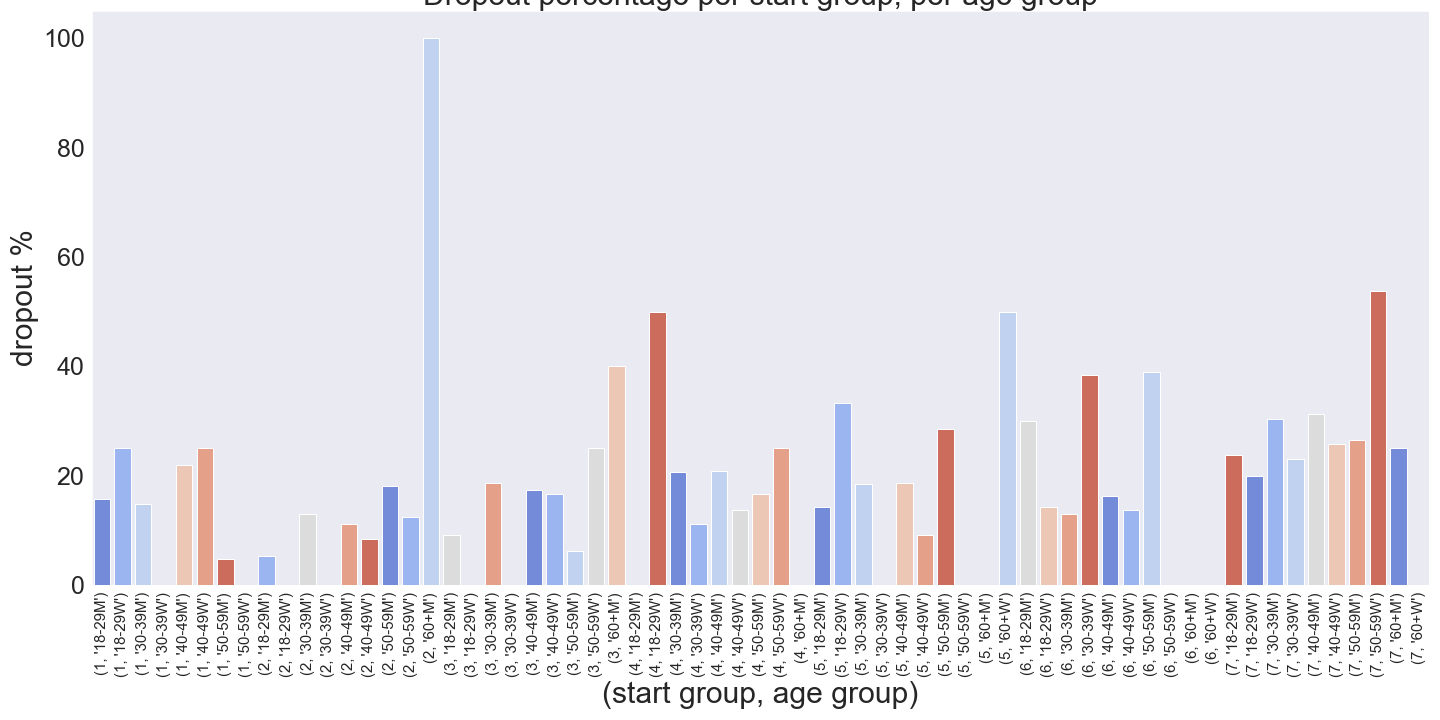 Dropout percentage per start group, per age group
100
80
60
40
20
0
dropout %
(1, '18-29M')
(1, '18-29W')
(1, '30-39M')
(1, '30-39W')
(1, '40-49M')
(1, '40-49W')
(1, '50-59M')
(1, '50-59W')
(2, '18-29M')
(2, '18-29W')
(2, '30-39M')
(2, '30-39W')
(2, '40-49M')
(2, '40-49W')
(2, '50-59M')
(2, '50-59W')
(2, '60+M')
(3, '18-29M')
(3, '18-29W')
(3, '30-39M')
(3, '30-39W')
(3, '40-49M')
(3, '40-49W')
(3, '50-59M')
(3, '50-59W')
(3, '60+M')
(4, '18-29M')
(4, '18-29W')
(4, '30-39M')
(4, '30-39W')
(4, '40-49M')
(4, '40-49W')
(4, '50-59M')
(4, '50-59W')
(4, '60+M')
(5, '18-29M')
(5, '18-29W')
(5, '30-39M')
(5, '30-39W')
(5, '40-49M')
(5, '40-49W')
(5, '50-59M')
(5, '50-59W')
(5, '60+M')
(5, '60+W')
(6, '18-29M')
(6, '18-29W')
(6, '30-39M')
(6, '30-39W')
(6, '40-49M')
(6, '40-49W')
(6, '50-59M')
(6, '50-59W')
(6, '60+M')
(6, '60+W')
(7, '18-29M')
(7, '18-29W')
(7, '30-39M')
(7, '30-39W')
(7, '40-49M')
(7, '40-49W')
(7, '50-59M')
(7, '50-59W')
(7, '60+M')
(7, '60+W')
(start group, age group)